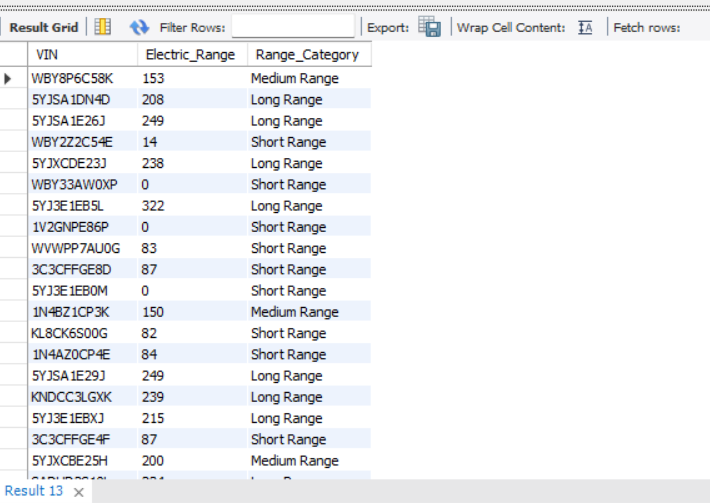 Result Grid Filter Rows: Export: Wrap Cell Content: Fetch rows:
VIN Electric_Range Range_Category
WBY8P6C58K 153 Medium Range
5YJSA1DN4D 208 Long Range
5YJSA1E26J 249 Long Range
WBY2Z2C54E 14 Short Range
5YJXCDE23J 238 Long Range
WBY33AW0XP 0 Short Range
5YJ3E1EB5L 322 Long Range
1V2GNPE86P 0 Short Range
WVWPP7AU0G 83 Short Range
3C3CFFGE8D 87 Short Range
5YJ3E1EB0M 0 Short Range
1N4BZ1CP3K 150 Medium Range
KL8CK6S00G 82 Short Range
1N4AZ0CP4E 84 Short Range
5YJSA1E29J 249 Long Range
KNDCC3LGXK 239 Long Range
5YJ3E1EBXJ 215 Long Range
3C3CFFGE4F 87 Short Range
5YJXCBE25H 200 Medium Range
Result 13